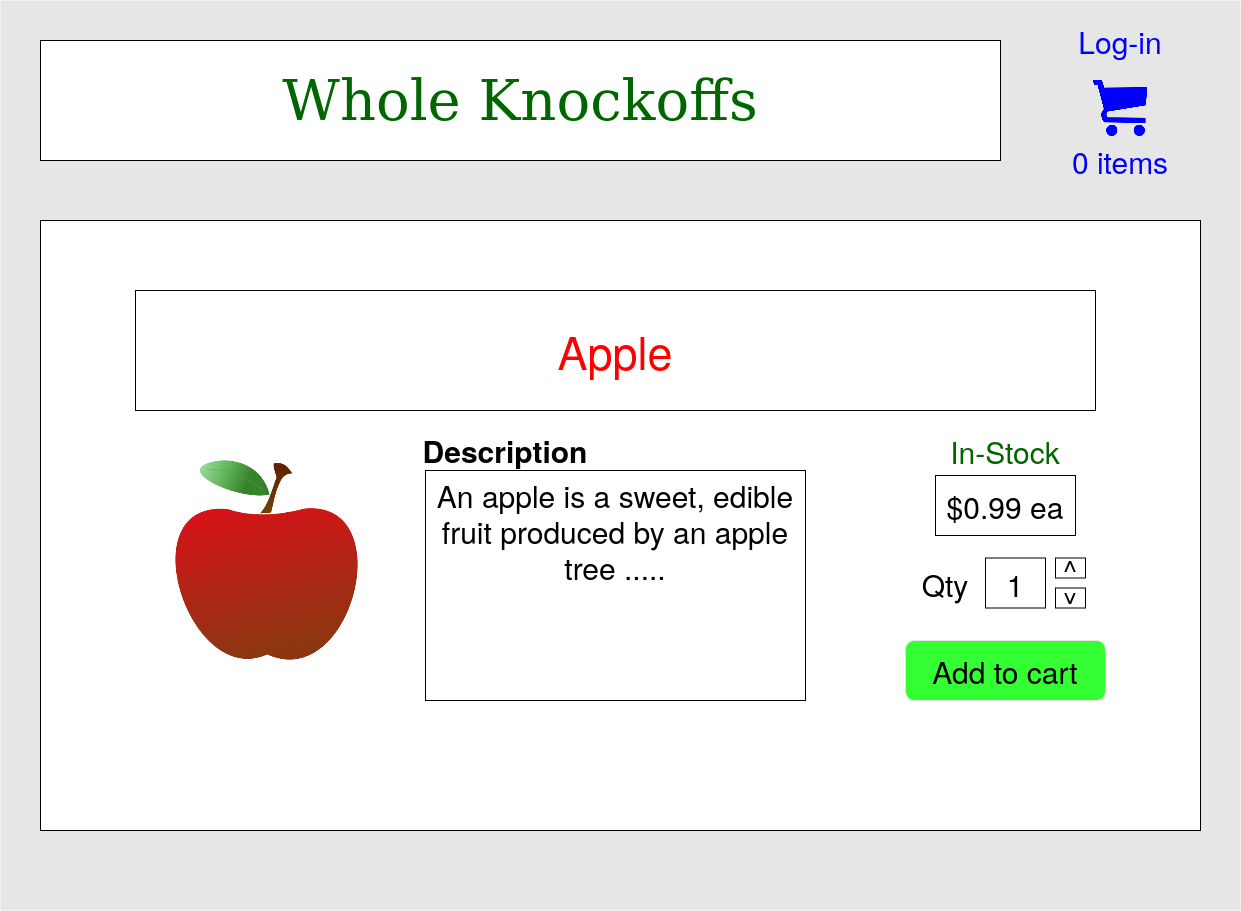 Log-in
Whole Knockoffs
0 items
Apple
Description
In-Stock
An apple is a sweet, edible
fruit produced by an apple
tree .....
$0.99 ea
Qty 1 ^
v
Add to cart